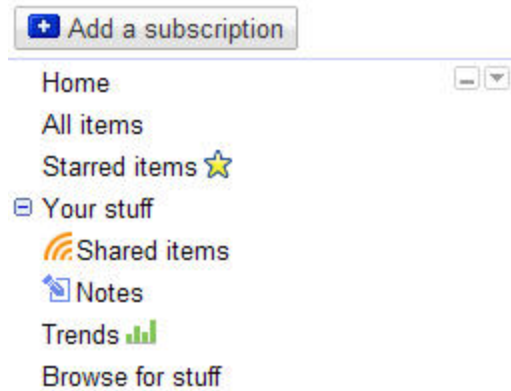 Add a subscription
Home
All items
Starred items
Your stuff
Shared items
Notes
Trends
Browse for stuff